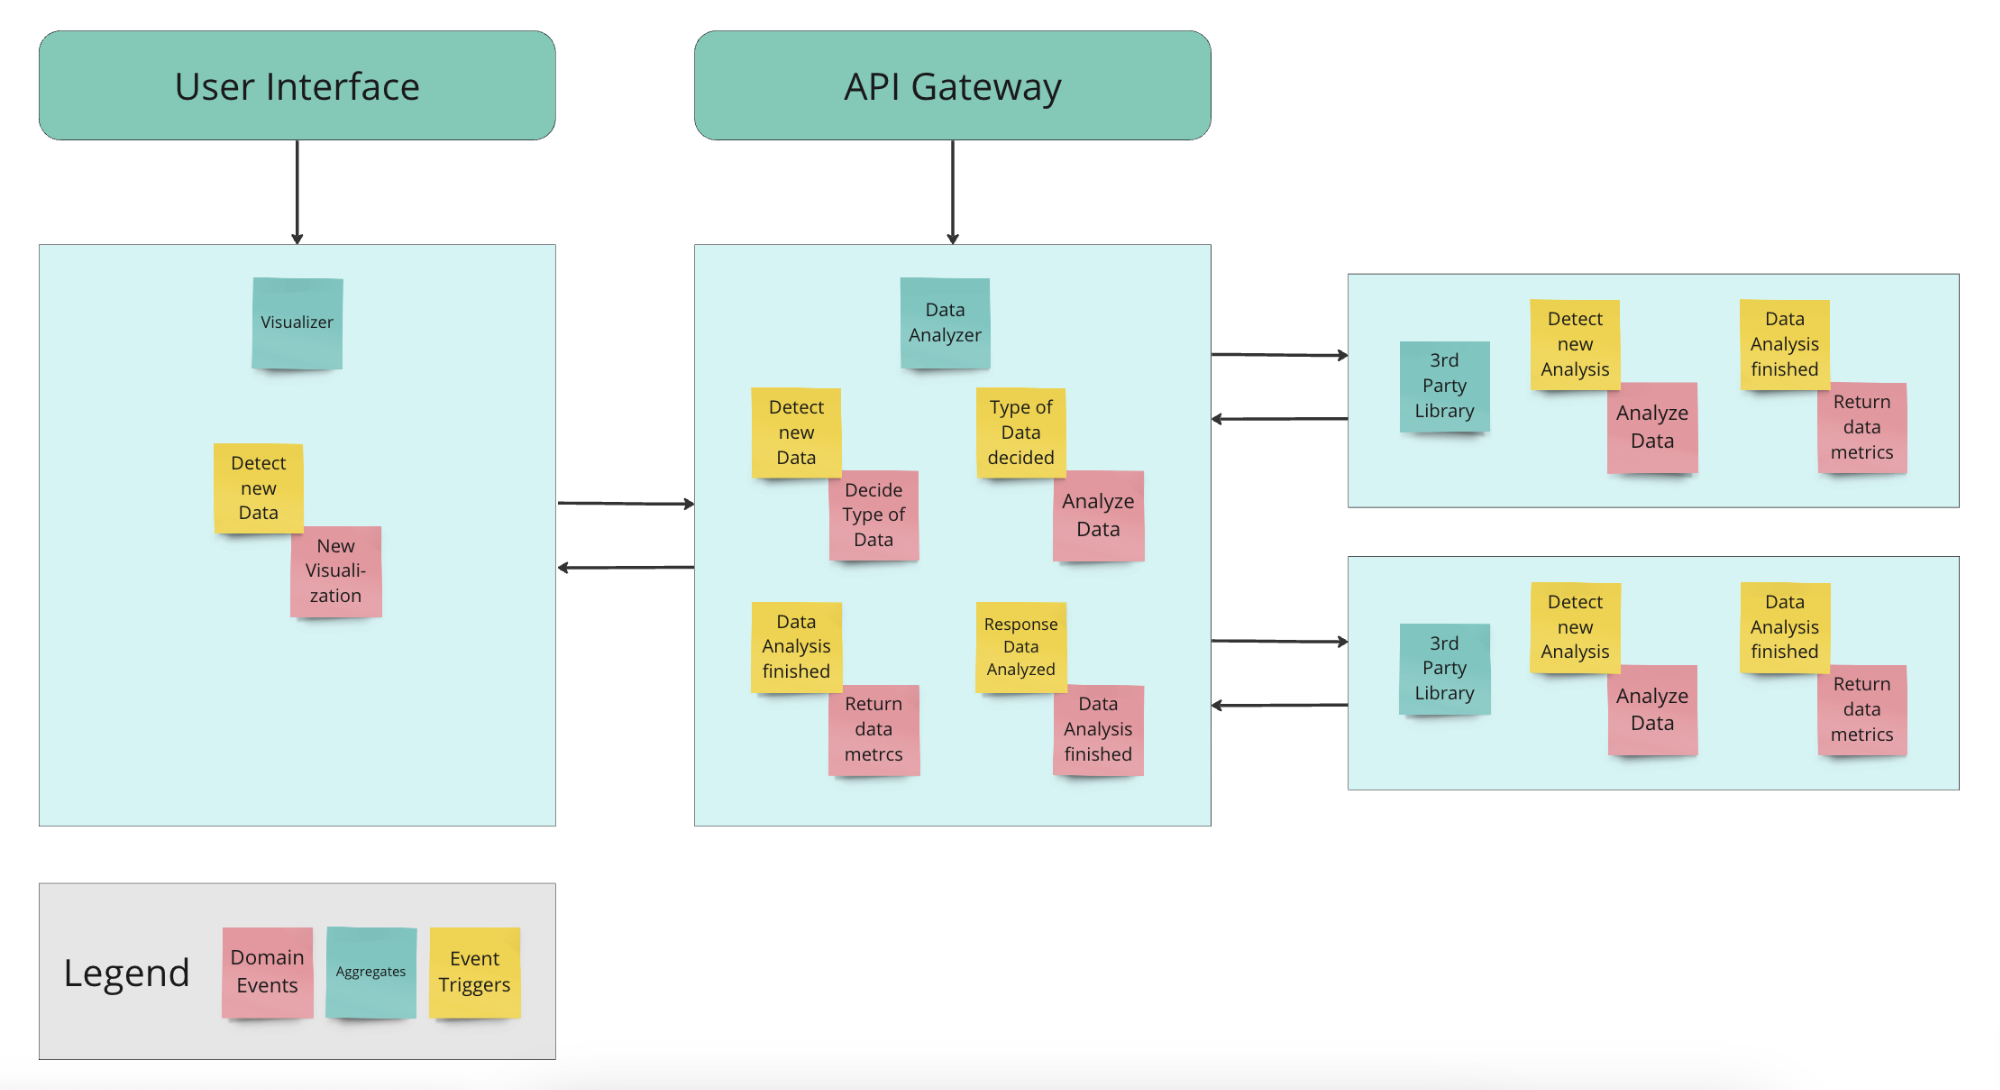 User Interface
API Gateway
Visualizer
Detect
new
Data
New
Visuali-
zation
Data
Analyzer
Detect
new
Data
Decide
Type of
Data
Type of
Data
decided
Analyze
Data
Data
Analysis
finished
Return
data
metrcs
Response
Data
Analyzed
Data
Analysis
finished
3rd
Party
Library
Detect
new
Analysis
Analyze
Data
Data
Analysis
finished
Return
data
metrics
3rd
Party
Library
Detect
new
Analysis
Analyze
Data
Data
Analysis
finished
Return
data
metrics
Legend
Domain
Events
Aggregates
Event
Triggers